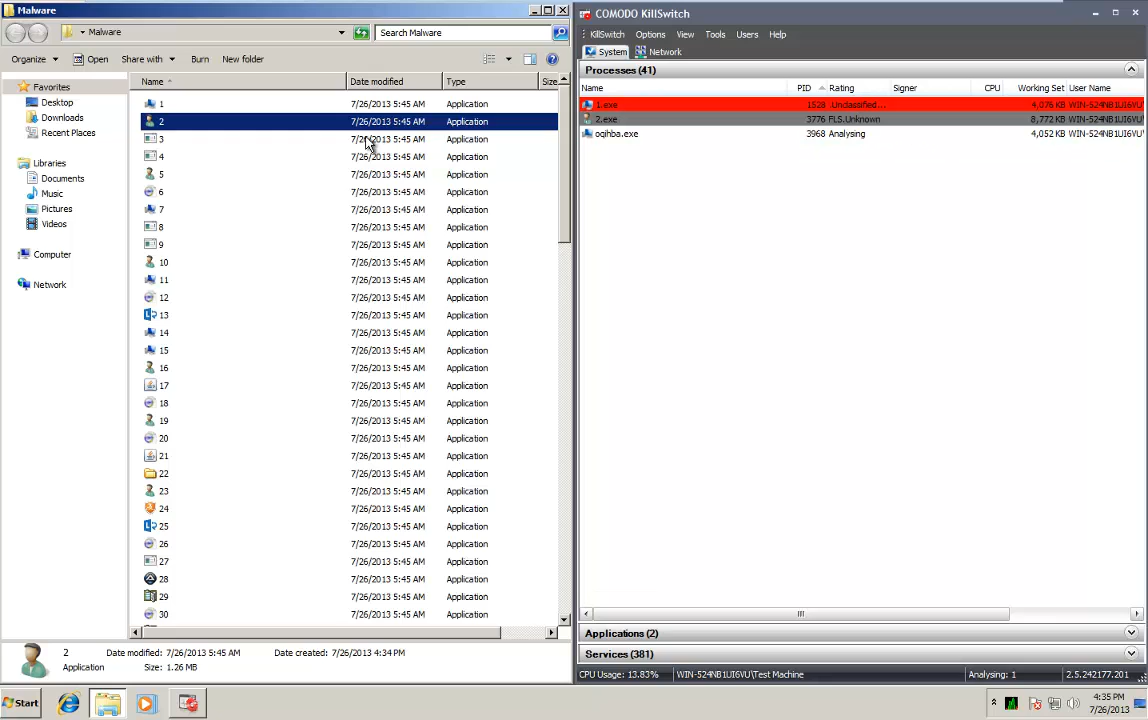 Malware
Malware
Search Malware
Organize
Open
Share with
Burn
New folder
Favorites
Desktop
Downloads
Recent Places
Libraries
Documents
Music
Pictures
Videos
Computer
Network
Name Date modified Type Size
1 7/26/2013 5:45 AM Application
2 7/26/2013 5:45 AM Application
3 7/26/2013 5:45 AM Application
4 7/26/2013 5:45 AM Application
5 7/26/2013 5:45 AM Application
6 7/26/2013 5:45 AM Application
7 7/26/2013 5:45 AM Application
8 7/26/2013 5:45 AM Application
9 7/26/2013 5:45 AM Application
10 7/26/2013 5:45 AM Application
11 7/26/2013 5:45 AM Application
12 7/26/2013 5:45 AM Application
13 7/26/2013 5:45 AM Application
14 7/26/2013 5:45 AM Application
15 7/26/2013 5:45 AM Application
16 7/26/2013 5:45 AM Application
17 7/26/2013 5:45 AM Application
18 7/26/2013 5:45 AM Application
19 7/26/2013 5:45 AM Application
20 7/26/2013 5:45 AM Application
21 7/26/2013 5:45 AM Application
22 7/26/2013 5:45 AM Application
23 7/26/2013 5:45 AM Application
24 7/26/2013 5:45 AM Application
25 7/26/2013 5:45 AM Application
26 7/26/2013 5:45 AM Application
27 7/26/2013 5:45 AM Application
28 7/26/2013 5:45 AM Application
29 7/26/2013 5:45 AM Application
30 7/26/2013 5:45 AM Application
2 Date modified: 7/26/2013 5:45 AM Date created: 7/26/2013 4:34 PM
Application Size: 1.26 MB
COMODO KillSwitch
KillSwitch Options View Tools Users Help
System Network
Processes (41)
Name PID Rating Signer CPU Working Set User Name
1.exe 1528 .Unclassified... 4,076 KB WIN-524NB1UI6VU\
2.exe 3776 FLS.Unknown 8,772 KB WIN-524NB1UI6VU\
oqihba.exe 3968 Analysing 4,052 KB WIN-524NB1UI6VU\
Applications (2)
Services (381)
CPU Usage: 13.83% WIN-524NB1UI6VU\Test Machine Analysing: 1 2.5.242177.201
Start
4:35 PM
7/26/2013